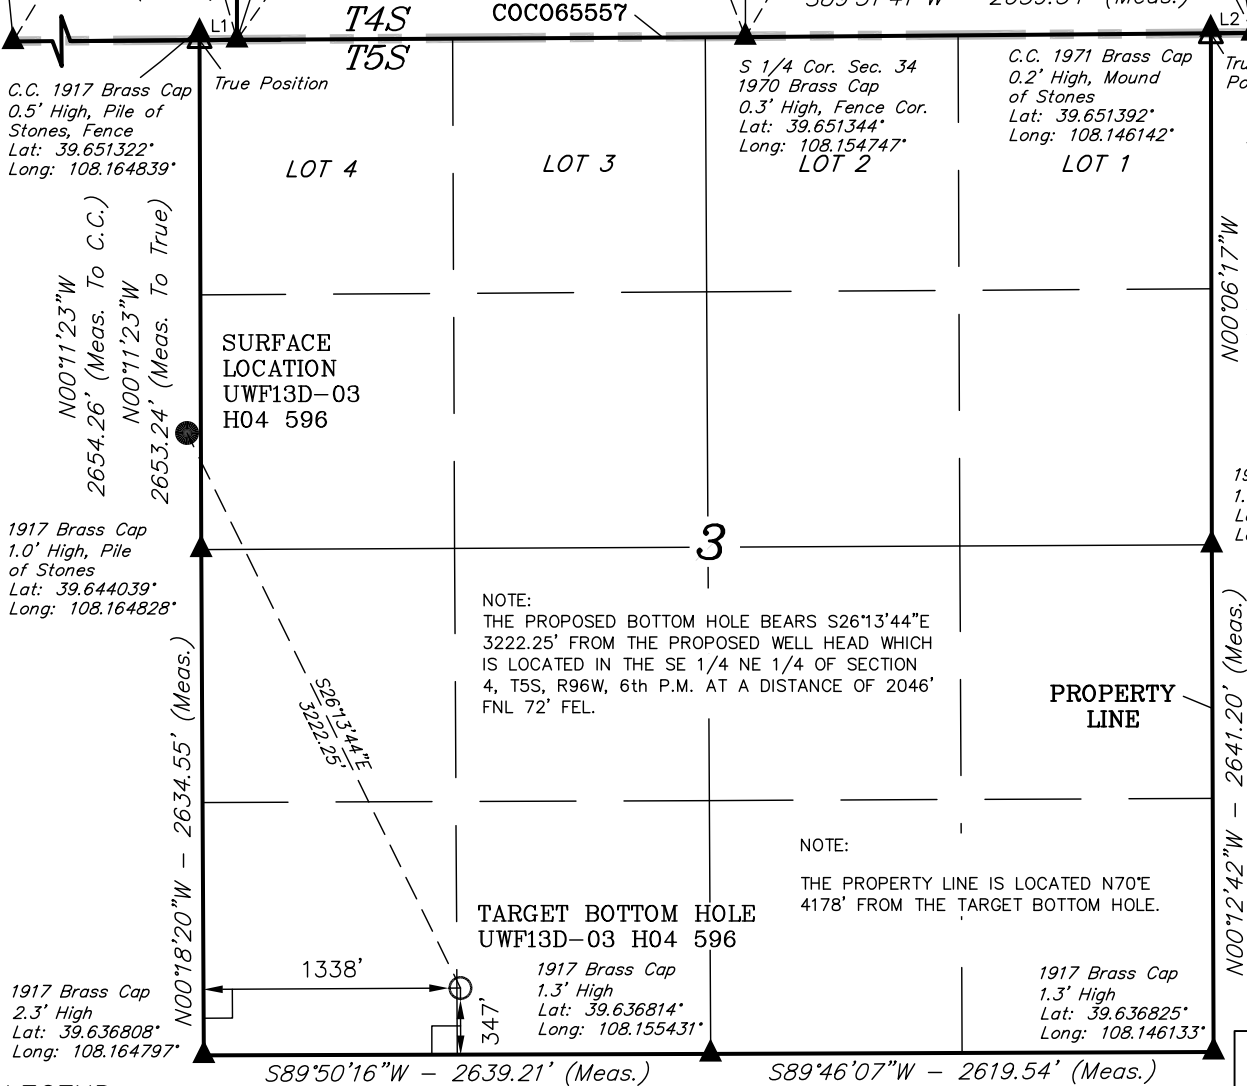 T4S
COC065557
L1
L2
T5S
True Position
C.C. 1917 Brass Cap
0.5' High, Pile of
Stones, Fence
Lat: 39.651322°
Long: 108.164839°
S 1/4 Cor. Sec. 34
1970 Brass Cap
0.3' High, Fence Cor.
Lat: 39.651344°
Long: 108.154747°
C.C. 1971 Brass Cap
0.2' High, Mound
of Stones
Lat: 39.651392°
Long: 108.146142°
LOT 4
LOT 3
LOT 2
LOT 1
N00°11'23"W
2654.26' (Meas. To C.C.)
N00°11'23"W
2653.24' (Meas. To True)
N00°06'17"W
SURFACE
LOCATION
UWF13D-03
H04 596
1917 Brass Cap
1.0' High, Pile
of Stones
Lat: 39.644039°
Long: 108.164828°
3
NOTE:
THE PROPOSED BOTTOM HOLE BEARS S26°13'44"E
3222.25' FROM THE PROPOSED WELL HEAD WHICH
IS LOCATED IN THE SE 1/4 NE 1/4 OF SECTION
4, T5S, R96W, 6th P.M. AT A DISTANCE OF 2046'
FNL 72' FEL.
S26°13'44"E
3222.25'
PROPERTY
LINE
N00°18'20"W - 2634.55' (Meas.)
N00°12'42"W - 2641.20' (Meas.)
NOTE:
THE PROPERTY LINE IS LOCATED N70°E
4178' FROM THE TARGET BOTTOM HOLE.
TARGET BOTTOM HOLE
UWF13D-03 H04 596
1338'
347'
1917 Brass Cap
2.3' High
Lat: 39.636808°
Long: 108.164797°
1917 Brass Cap
1.3' High
Lat: 39.636814°
Long: 108.155431°
1917 Brass Cap
1.3' High
Lat: 39.636825°
Long: 108.146133°
S89°50'16"W - 2639.21' (Meas.)
S89°46'07"W - 2619.54' (Meas.)